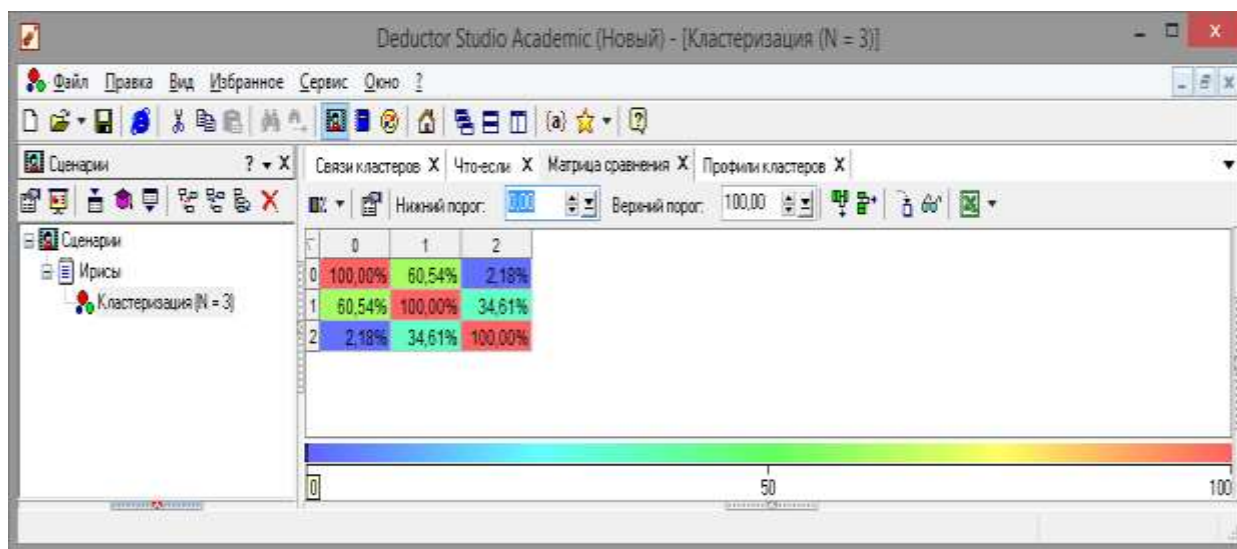 Deductor Studio Academic (Новый) - [Кластеризация (N = 3)]
Файл Правка Вид Избранное Сервис Окно ?
Сценарии
Связи кластеров Что-если Матрица сравнения Профили кластеров
Нижний порог: 0,00 Верхний порог: 100,00
Сценарии
Ирисы
Кластеризация (N = 3)
0 1 2
0 100,00% 60,54% 2,18%
1 60,54% 100,00% 34,61%
2 2,18% 34,61% 100,00%
0 50 100